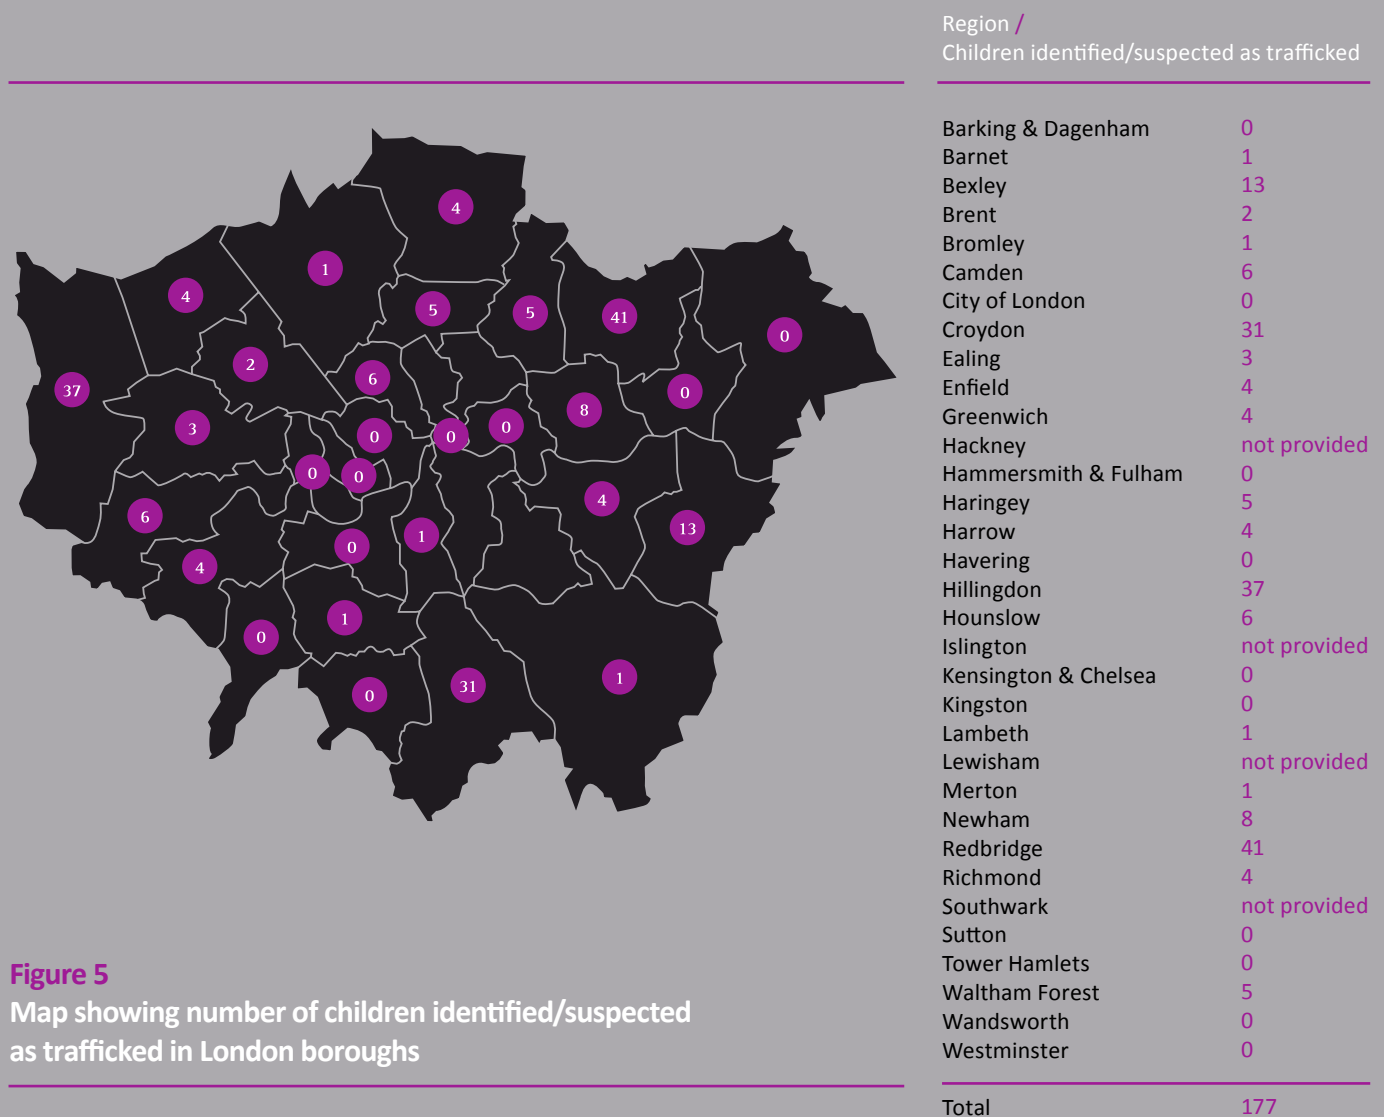 Region /
Children identified/suspected as trafficked
4
1
4
5
5
41
0
2
6
37
0
8
3
0
0
0
0
0
4
6
13
1
0
4
1
0
31
1
0
Barking & Dagenham 0
Barnet 1
Bexley 13
Brent 2
Bromley 1
Camden 6
City of London 0
Croydon 31
Ealing 3
Enfield 4
Greenwich 4
Hackney not provided
Hammersmith & Fulham 0
Haringey 5
Harrow 4
Havering 0
Hillingdon 37
Hounslow 6
Islington not provided
Kensington & Chelsea 0
Kingston 0
Lambeth 1
Lewisham not provided
Merton 1
Newham 8
Redbridge 41
Richmond 4
Southwark not provided
Sutton 0
Tower Hamlets 0
Waltham Forest 5
Wandsworth 0
Westminster 0
Total 177
Figure 5
Map showing number of children identified/suspected
as trafficked in London boroughs